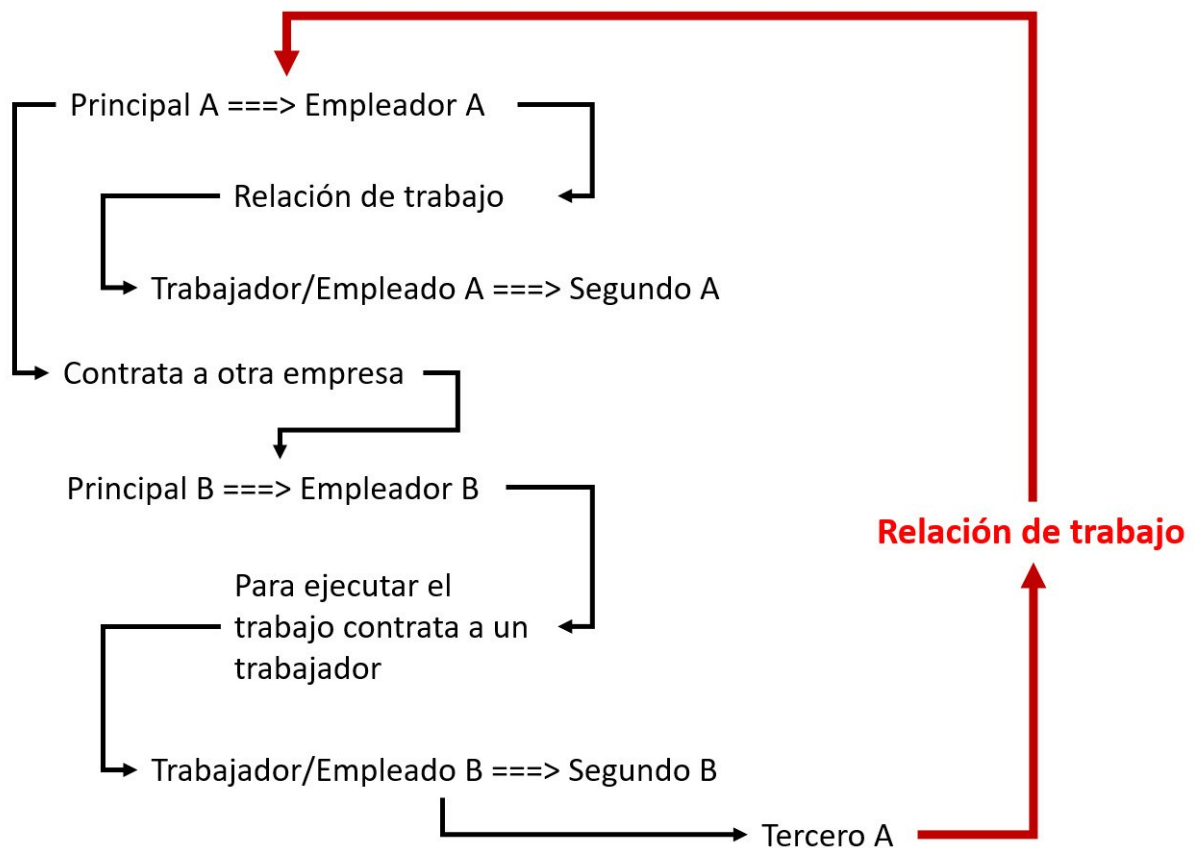 Principal A ===> Empleador A
Relación de trabajo
Trabajador/Empleado A ===> Segundo A
Contrata a otra empresa
Principal B ===> Empleador B
Relación de trabajo
Para ejecutar el
trabajo contrata a un
trabajador
Trabajador/Empleado B ===> Segundo B
Tercero A